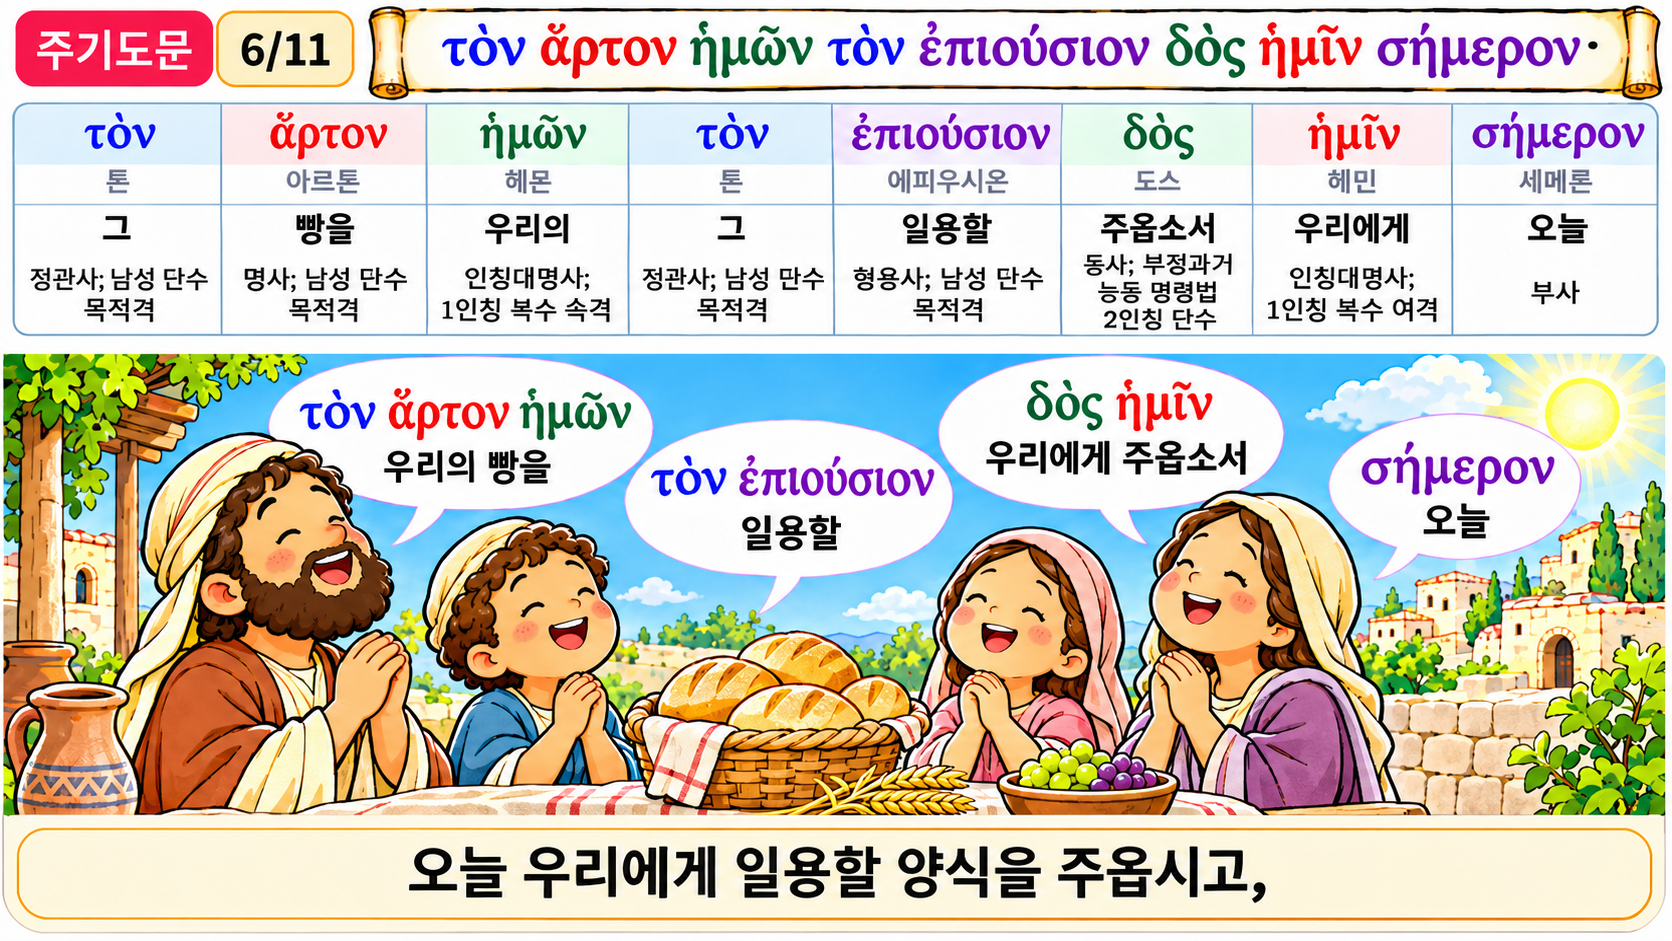 주기도문 6/11 τὸν ἄρτον ἡμῶν τὸν ἐπιούσιον δὸς ἡμῖν σήμερον·
τὸν ἄρτον ἡμῶν τὸν ἐπιούσιον δὸς ἡμῖν σήμερον
톤 아르톤 헤몬 톤 에피우시온 도스 헤민 세메론
그 빵을 우리의 그 일용할 주옵소서 우리에게 오늘
정관사; 남성 단수
목적격
명사; 남성 단수
목적격
인칭대명사;
1인칭 복수 속격
정관사; 남성 단수
목적격
형용사; 남성 단수
목적격
동사; 부정과거
능동 명령법
2인칭 단수
인칭대명사;
1인칭 복수 여격
부사
τὸν ἄρτον ἡμῶν
우리의 빵을
τὸν ἐπιούσιον
일용할
δὸς ἡμῖν
우리에게 주옵소서
σήμερον
오늘
오늘 우리에게 일용할 양식을 주옵시고,